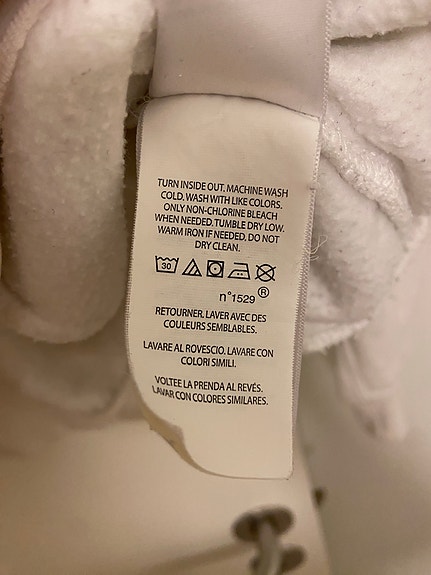 TURN INSIDE OUT. MACHINE WASH
COLD. WASH WITH LIKE COLORS.
ONLY NON-CHLORINE BLEACH
WHEN NEEDED. TUMBLE DRY LOW.
WARM IRON IF NEEDED. DO NOT
DRY CLEAN.
30
n°1529 ®
RETOURNER. LAVER AVEC DES
COULEURS SEMBLABLES.
LAVARE AL ROVESCIO. LAVARE CON
COLORI SIMILI.
VOLTEE LA PRENDA AL REVÉS.
LAVAR CON COLORES SIMILARES.